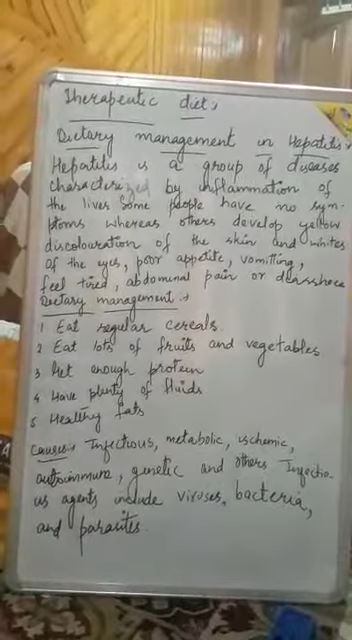 Therapeutic diet:
Dietary management in Hepatitis:
Hepatitis is a group of diseases
characterized by inflammation of
the liver Some people have no sym-
ptoms whereas others develop yellow
discolouration of the skin and whites
of the eyes, poor appetite, vomitting,
feel tired, abdominal pain or diarrhoea
Dietary management :
1 Eat regular cereals.
2 Eat lots of fruits and vegetables
3 Get enough protein
4 Have plenty of fluids
5 Healthy fats
Causes: Infectious, metabolic, ischemic,
autoimmune, genetic and others Infectio-
us agents include viruses, bacteria,
and parasites.